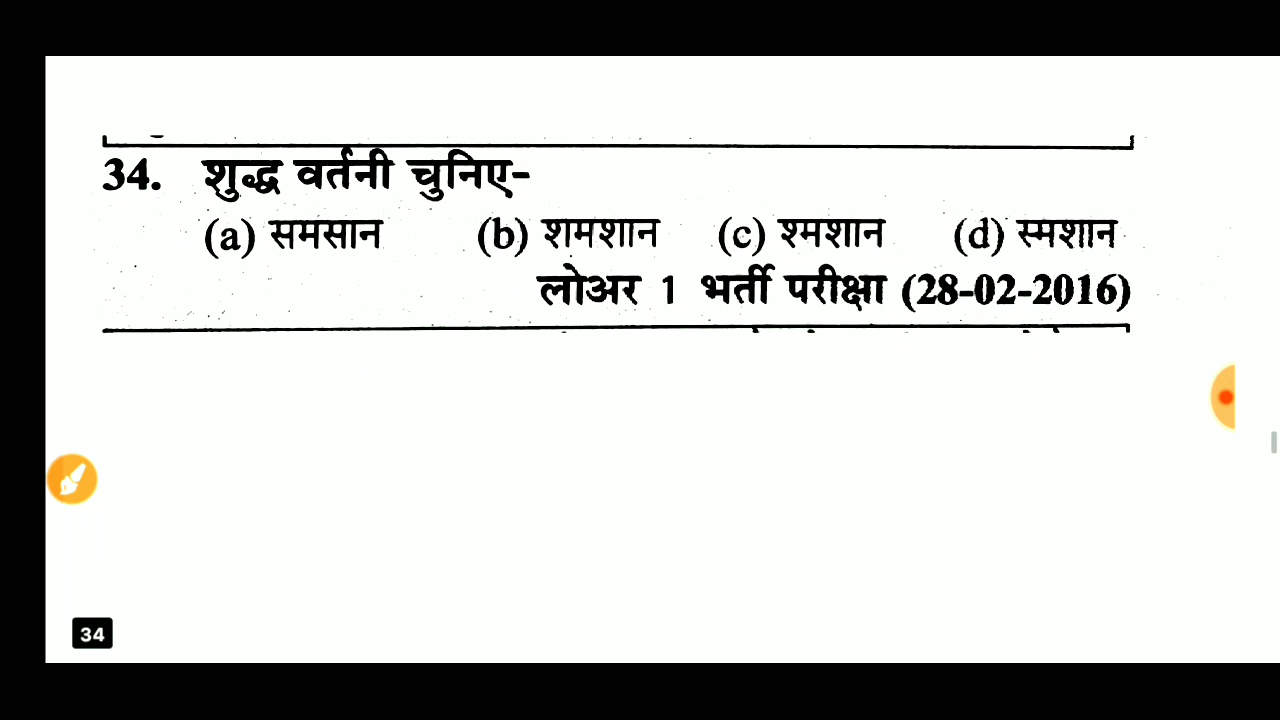 34. शुद्ध वर्तनी चुनिए-
(a) समसान (b) शमशान (c) श्मशान (d) स्मशान
लोअर 1 भर्ती परीक्षा (28-02-2016)
34